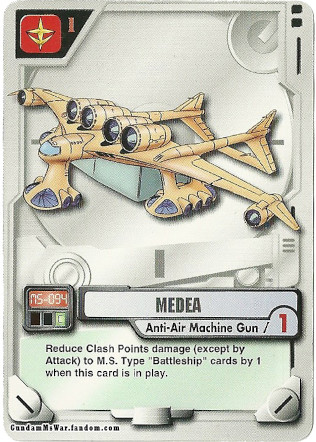 1
MS-094
MEDEA
Anti-Air Machine Gun / 1
Reduce Clash Points damage (except by
Attack) to M.S. Type "Battleship" cards by 1
when this card is in play.
GundamMsWar.fandom.com